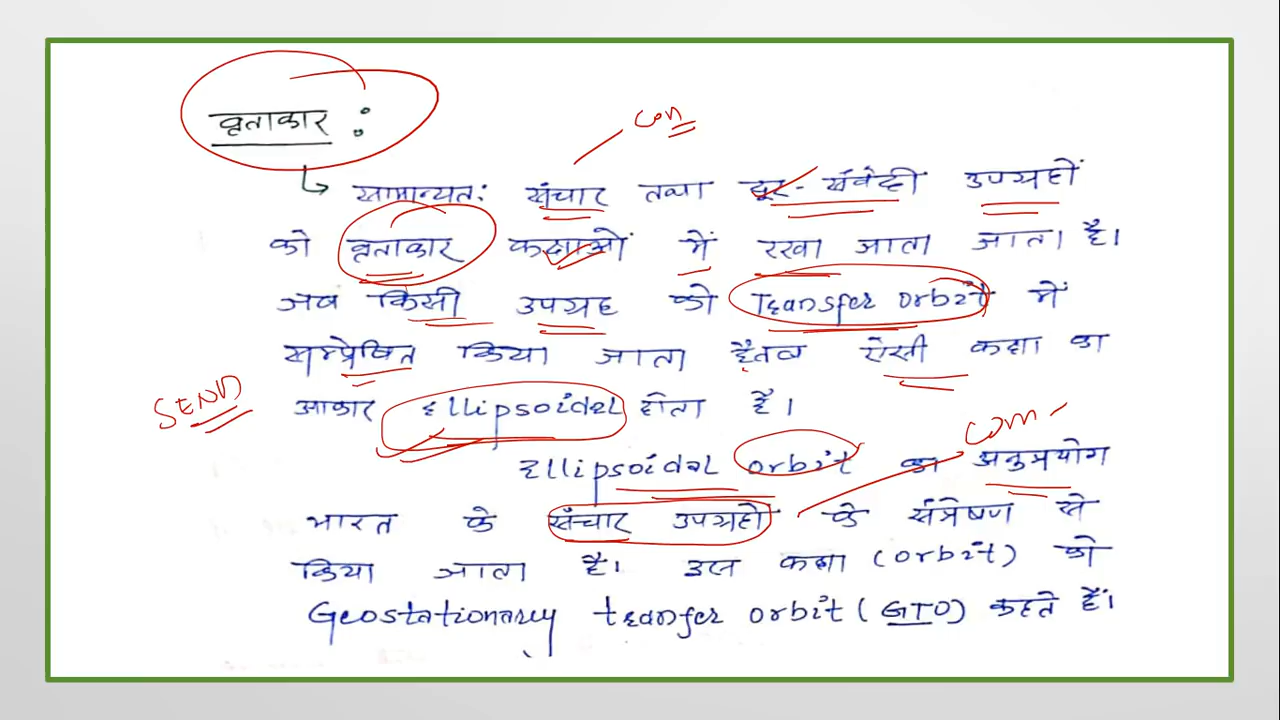 वृत्ताकार :
con
सामान्यतः संचार तथा दूर-संवेदी उपग्रहों
को वृत्ताकार कक्षाओं में रखा जाता जाता है।
जब किसी उपग्रह को Transfer orbit में
सम्प्रेषित किया जाता है तब ऐसी कक्षा का
SEND
आकार Ellipsoidal होता है।
com
Ellipsoidal orbit का अनुप्रयोग
भारत के संचार उपग्रहो के संप्रेषण से
किया जाता है। उस कक्षा (orbit) को
Geostationary transfer orbit (GTO) कहते हैं।